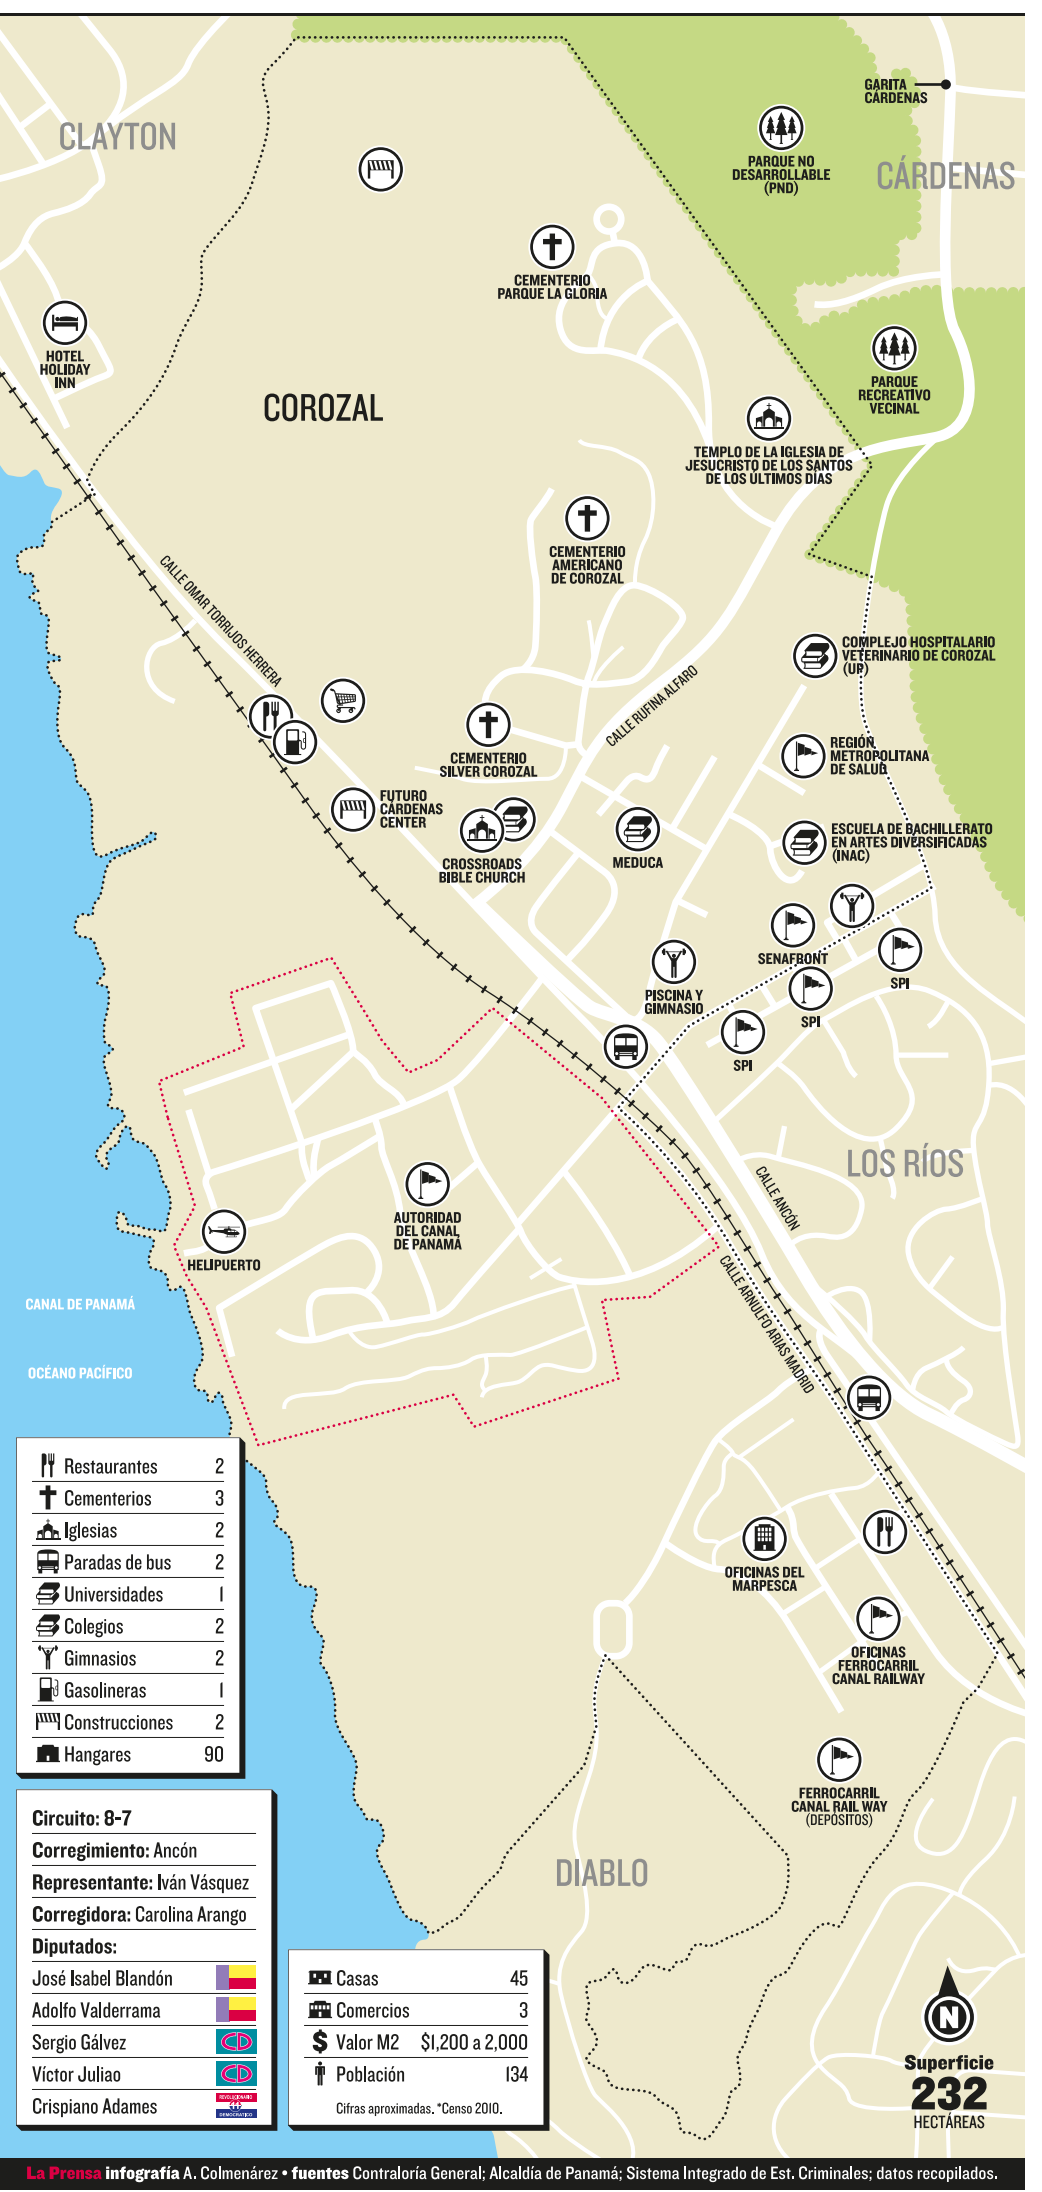 GARITA
CÁRDENAS
CLAYTON
PARQUE NO
DESARROLLABLE
(PND)
CÁRDENAS
CEMENTERIO
PARQUE LA GLORIA
HOTEL
HOLIDAY
INN
PARQUE
RECREATIVO
VECINAL
COROZAL
TEMPLO DE LA IGLESIA DE
JESUCRISTO DE LOS SANTOS
DE LOS ÚLTIMOS DÍAS
CEMENTERIO
AMERICANO
DE COROZAL
CALLE OMAR TORRIJOS HERRERA
COMPLEJO HOSPITALARIO
VETERINARIO DE COROZAL
(UP)
CALLE RUFINA ALFARO
REGIÓN
METROPOLITANA
DE SALUD
CEMENTERIO
SILVER COROZAL
FUTURO
CÁRDENAS
CENTER
ESCUELA DE BACHILLERATO
EN ARTES DIVERSIFICADAS
(INAC)
CROSSROADS
BIBLE CHURCH
MEDUCA
SENAFRONT
SPI
PISCINA Y
GIMNASIO
SPI
SPI
LOS RÍOS
CALLE ANCÓN
AUTORIDAD
DEL CANAL
DE PANAMÁ
HELIPUERTO
CALLE ARNULFO ARIAS MADRID
CANAL DE PANAMÁ
OCÉANO PACÍFICO
Restaurantes 2
Cementerios 3
Iglesias 2
Paradas de bus 2
Universidades 1
Colegios 2
Gimnasios 2
Gasolineras 1
Construcciones 2
Hangares 90
OFICINAS DEL
MARPESCA
OFICINAS
FERROCARRIL
CANAL RAILWAY
FERROCARRIL
CANAL RAIL WAY
(DEPÓSITOS)
DIABLO
Circuito: 8-7
Corregimiento: Ancón
Representante: Iván Vásquez
Corregidora: Carolina Arango
Diputados:
José Isabel Blandón
Adolfo Valderrama
Sergio Gálvez CD
Víctor Juliao CD
Crispiano Adames REVOLUCIONARIO DEMOCRATICO
Casas 45
Comercios 3
$ Valor M2 $1,200 a 2,000
Población 134
Cifras aproximadas. *Censo 2010.
N
Superficie
232
HECTÁREAS
La Prensa infografía A. Colmenárez • fuentes Contraloría General; Alcaldía de Panamá; Sistema Integrado de Est. Criminales; datos recopilados.